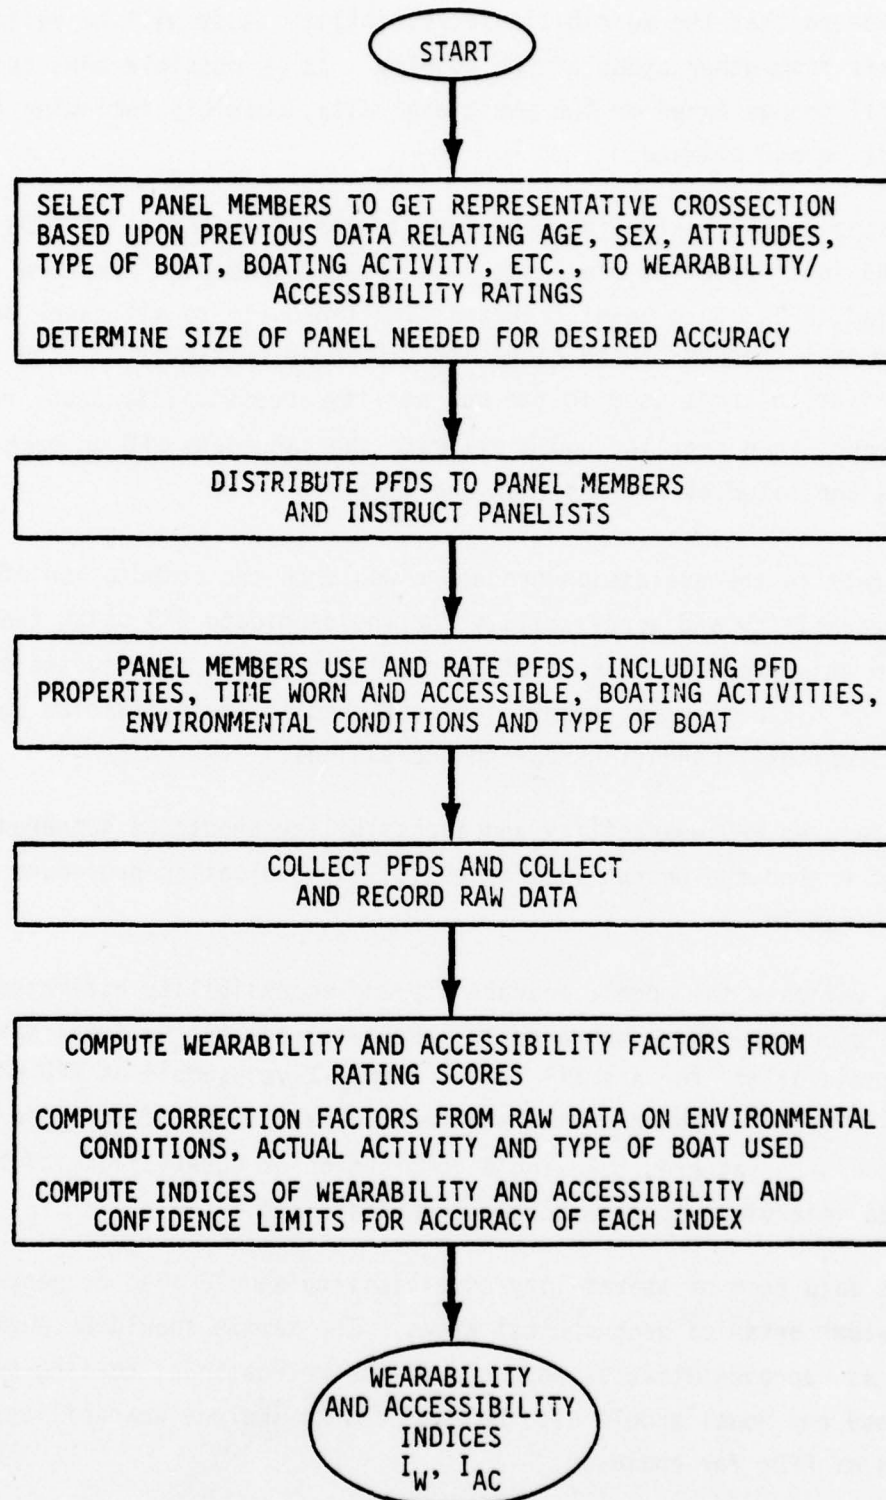 START
SELECT PANEL MEMBERS TO GET REPRESENTATIVE CROSSECTION
BASED UPON PREVIOUS DATA RELATING AGE, SEX, ATTITUDES,
TYPE OF BOAT, BOATING ACTIVITY, ETC., TO WEARABILITY/
ACCESSIBILITY RATINGS
DETERMINE SIZE OF PANEL NEEDED FOR DESIRED ACCURACY
DISTRIBUTE PFDS TO PANEL MEMBERS
AND INSTRUCT PANELISTS
PANEL MEMBERS USE AND RATE PFDS, INCLUDING PFD
PROPERTIES, TIME WORN AND ACCESSIBLE, BOATING ACTIVITIES,
ENVIRONMENTAL CONDITIONS AND TYPE OF BOAT
COLLECT PFDS AND COLLECT
AND RECORD RAW DATA
COMPUTE WEARABILITY AND ACCESSIBILITY FACTORS FROM
RATING SCORES
COMPUTE CORRECTION FACTORS FROM RAW DATA ON ENVIRONMENTAL
CONDITIONS, ACTUAL ACTIVITY AND TYPE OF BOAT USED
COMPUTE INDICES OF WEARABILITY AND ACCESSIBILITY AND
CONFIDENCE LIMITS FOR ACCURACY OF EACH INDEX
WEARABILITY
AND ACCESSIBILITY
INDICES
I_W, I_AC